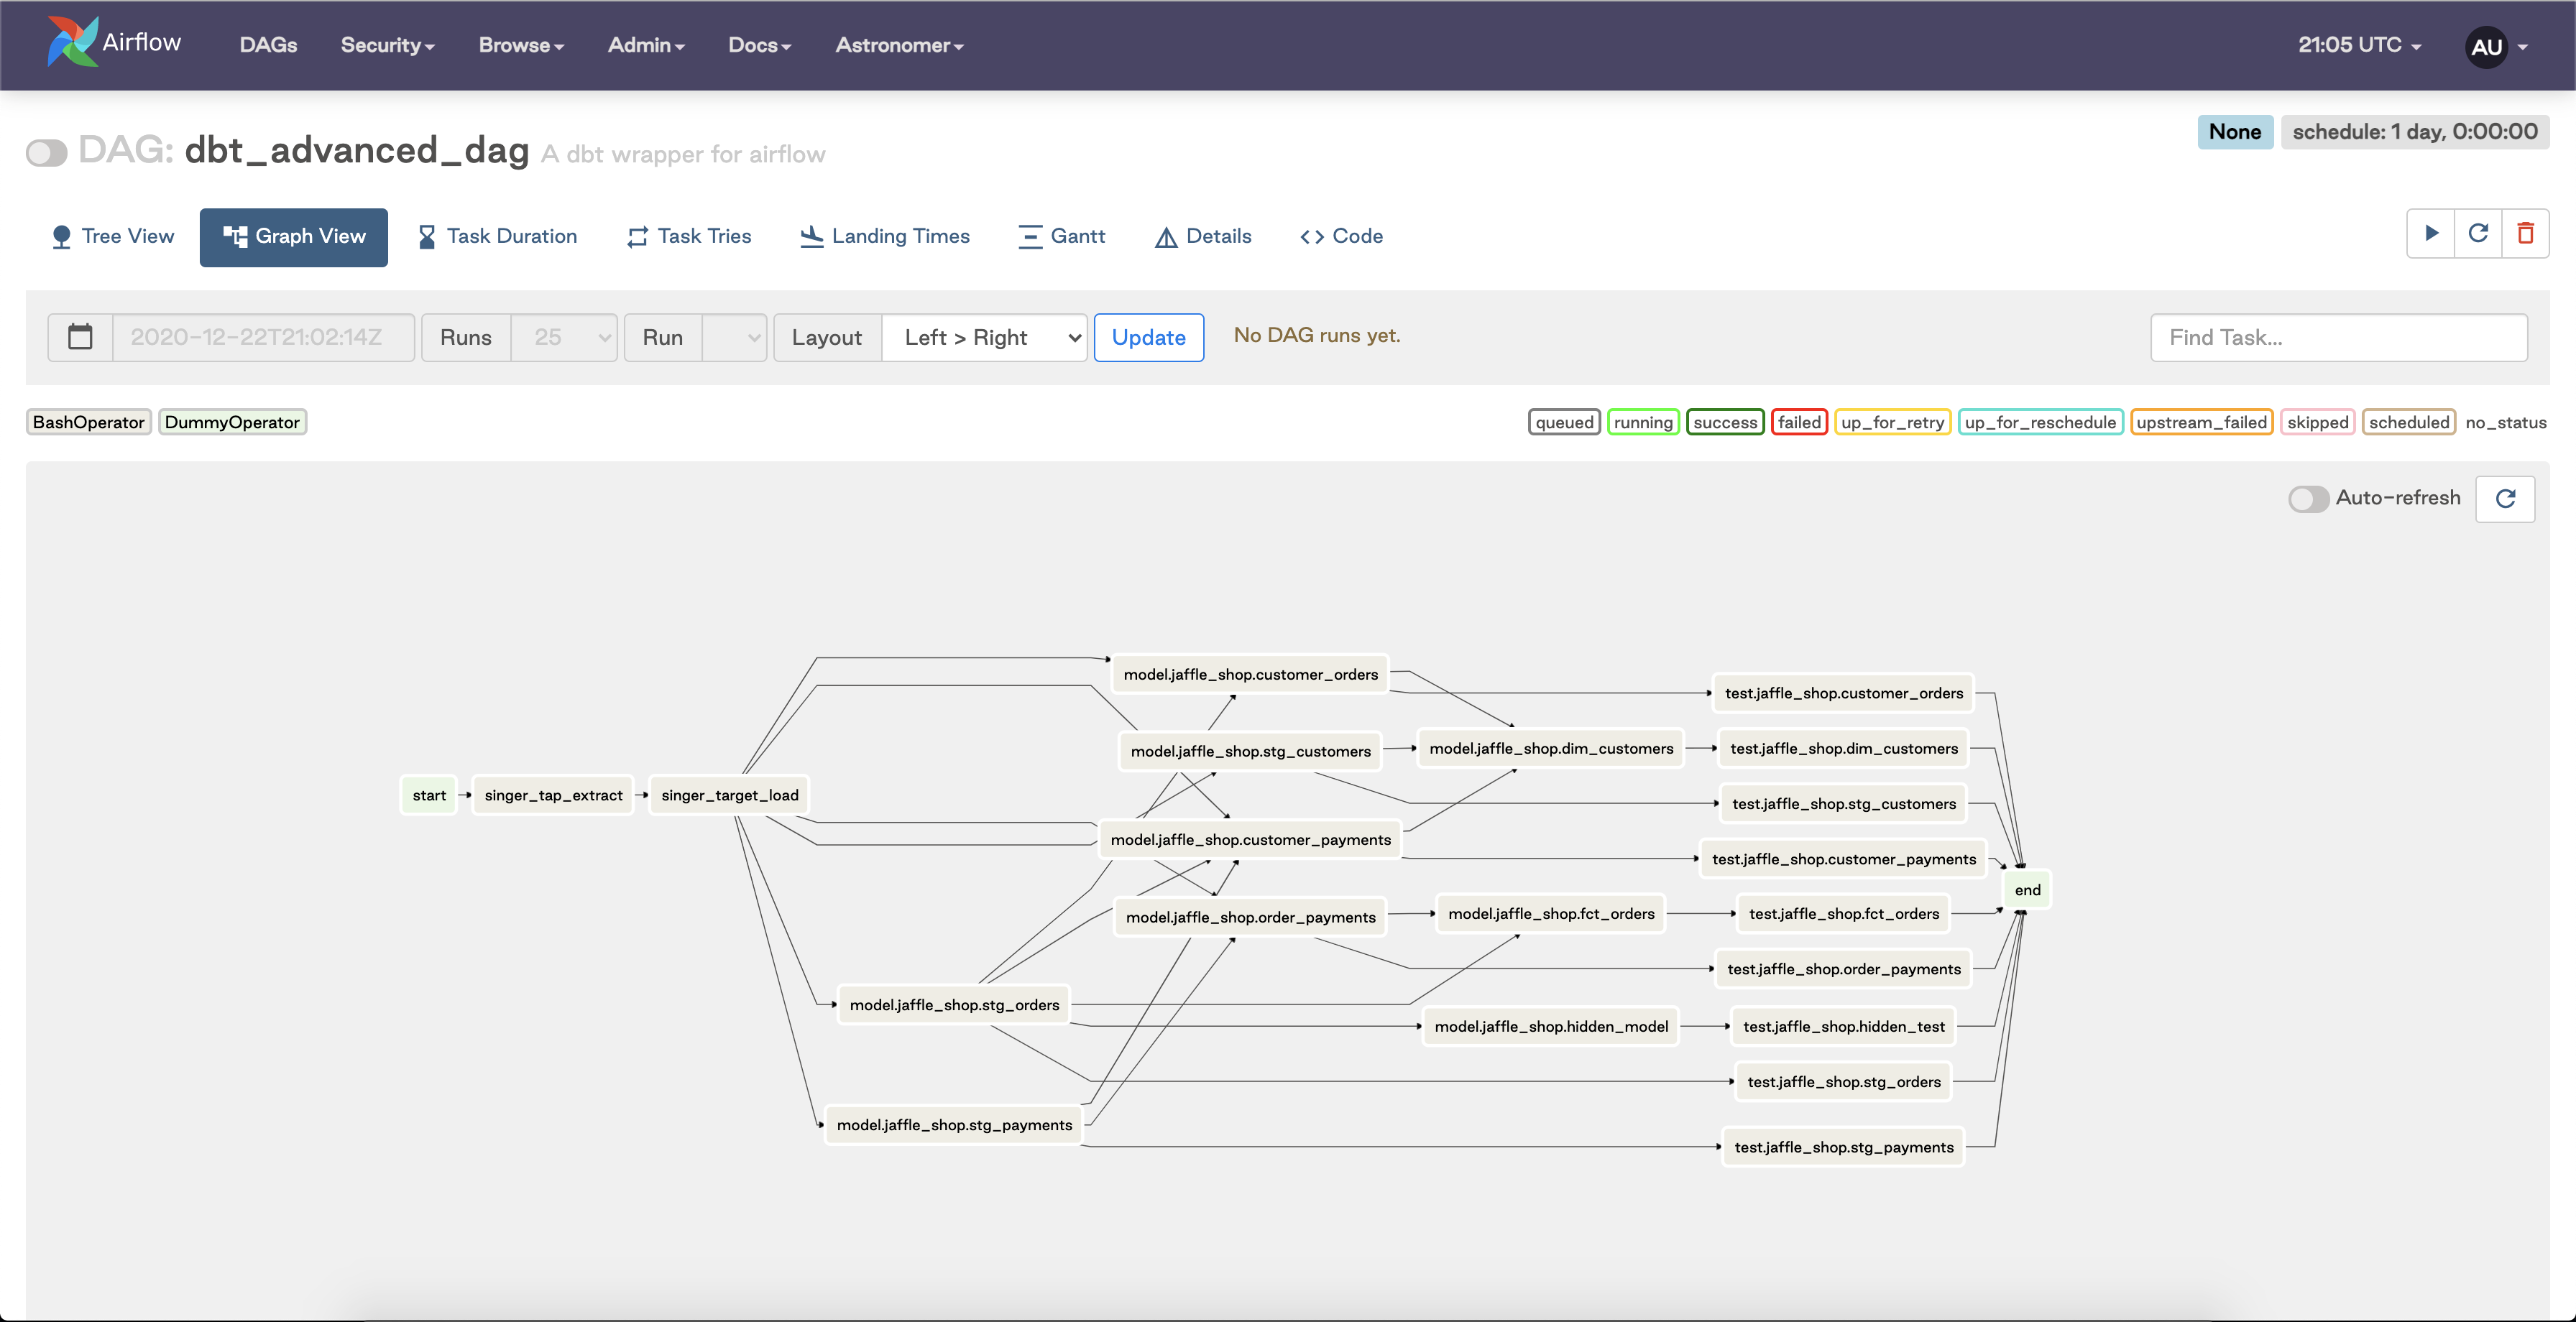 Airflow DAGs Security Browse Admin Docs Astronomer 21:05 UTC AU
DAG: dbt_advanced_dag A dbt wrapper for airflow None schedule: 1 day, 0:00:00
Tree View Graph View Task Duration Task Tries Landing Times Gantt Details Code
2020-12-22T21:02:14Z Runs 25 Run Layout Left > Right Update No DAG runs yet. Find Task...
BashOperator DummyOperator queued running success failed up_for_retry up_for_reschedule upstream_failed skipped scheduled no_status
Auto-refresh
model.jaffle_shop.customer_orders
test.jaffle_shop.customer_orders
model.jaffle_shop.stg_customers model.jaffle_shop.dim_customers test.jaffle_shop.dim_customers
start singer_tap_extract singer_target_load
test.jaffle_shop.stg_customers
model.jaffle_shop.customer_payments
test.jaffle_shop.customer_payments
end
model.jaffle_shop.order_payments model.jaffle_shop.fct_orders test.jaffle_shop.fct_orders
test.jaffle_shop.order_payments
model.jaffle_shop.stg_orders
model.jaffle_shop.hidden_model test.jaffle_shop.hidden_test
test.jaffle_shop.stg_orders
model.jaffle_shop.stg_payments
test.jaffle_shop.stg_payments